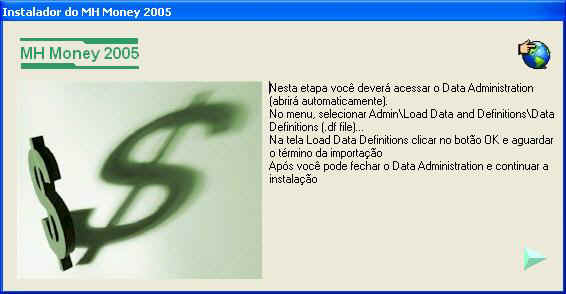 Instalador do MH Money 2005
MH Money 2005
Nesta etapa você deverá acessar o Data Administration
(abrirá automaticamente).
No menu, selecionar Admin\Load Data and Definitions\Data
Definitions (.df file)...
Na tela Load Data Definitions clicar no botão OK e aguardar
o término da importação
Após você pode fechar o Data Administration e continuar a
instalação